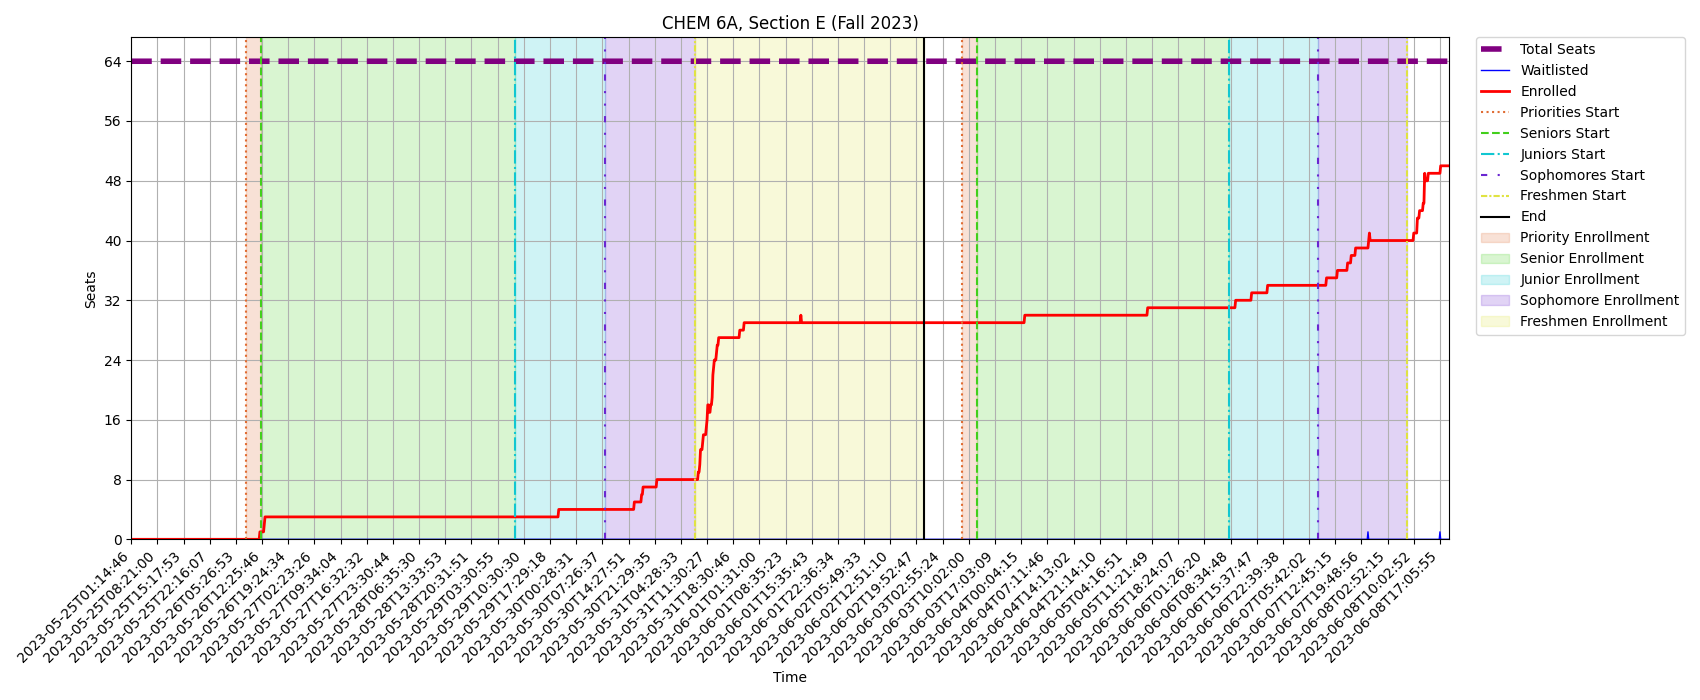 CHEM 6A, Section E (Fall 2023)
Seats
64
56
48
40
32
24
16
8
0
2023-05-25T01:14:46
2023-05-25T08:21:00
2023-05-25T15:17:53
2023-05-25T22:16:07
2023-05-26T05:26:53
2023-05-26T12:25:46
2023-05-26T19:24:34
2023-05-27T02:23:26
2023-05-27T09:34:04
2023-05-27T16:32:32
2023-05-27T23:30:44
2023-05-28T06:35:30
2023-05-28T13:33:53
2023-05-28T20:31:51
2023-05-29T03:30:55
2023-05-29T10:30:30
2023-05-29T17:29:18
2023-05-30T00:28:31
2023-05-30T07:26:37
2023-05-30T14:27:51
2023-05-30T21:29:35
2023-05-31T04:28:33
2023-05-31T11:30:27
2023-05-31T18:30:46
2023-06-01T01:31:00
2023-06-01T08:35:23
2023-06-01T15:35:43
2023-06-01T22:36:34
2023-06-02T05:49:33
2023-06-02T12:51:10
2023-06-02T19:52:47
2023-06-03T02:55:24
2023-06-03T10:02:00
2023-06-03T17:03:09
2023-06-04T00:04:15
2023-06-04T07:11:46
2023-06-04T14:13:02
2023-06-04T21:14:10
2023-06-05T04:16:51
2023-06-05T11:21:49
2023-06-05T18:24:07
2023-06-06T01:26:20
2023-06-06T08:34:48
2023-06-06T15:37:47
2023-06-06T22:39:38
2023-06-07T05:42:02
2023-06-07T12:45:15
2023-06-07T19:48:56
2023-06-08T02:52:15
2023-06-08T10:02:52
2023-06-08T17:05:55
Time
Total Seats
Waitlisted
Enrolled
Priorities Start
Seniors Start
Juniors Start
Sophomores Start
Freshmen Start
End
Priority Enrollment
Senior Enrollment
Junior Enrollment
Sophomore Enrollment
Freshmen Enrollment